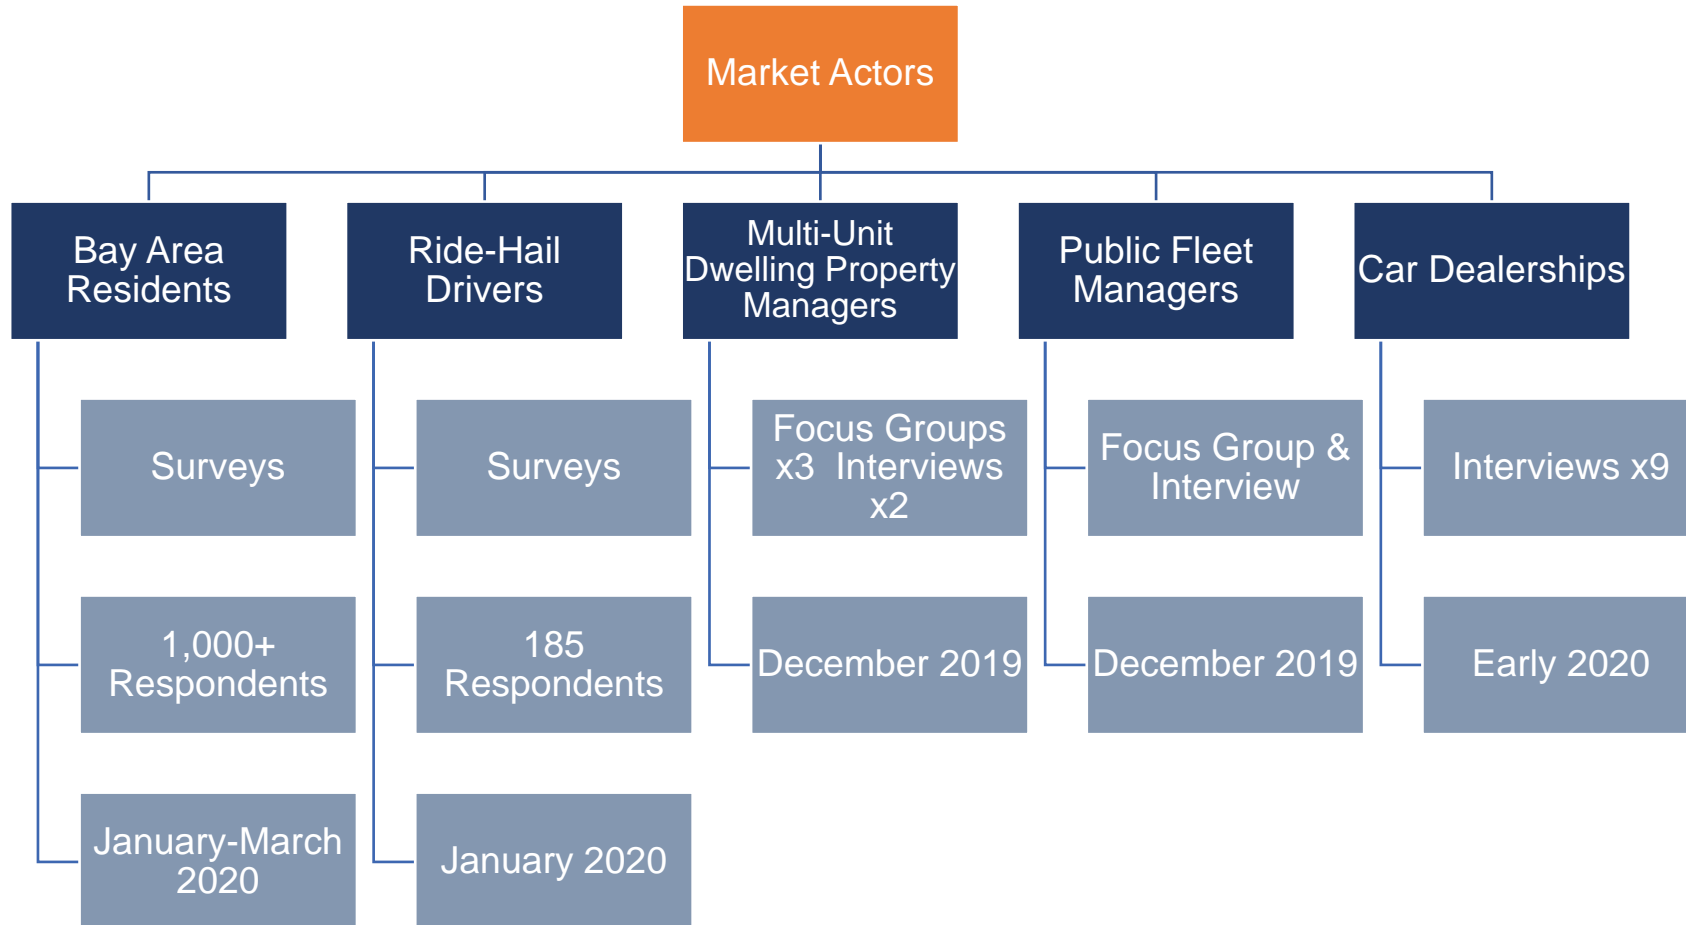 Market Actors
Bay Area
Residents
Ride-Hail
Drivers
Multi-Unit
Dwelling Property
Managers
Public Fleet
Managers
Car Dealerships
Surveys
Surveys
Focus Groups
x3  Interviews
x2
Focus Group &
Interview
Interviews x9
1,000+
Respondents
185
Respondents
December 2019
December 2019
Early 2020
January-March
2020
January 2020